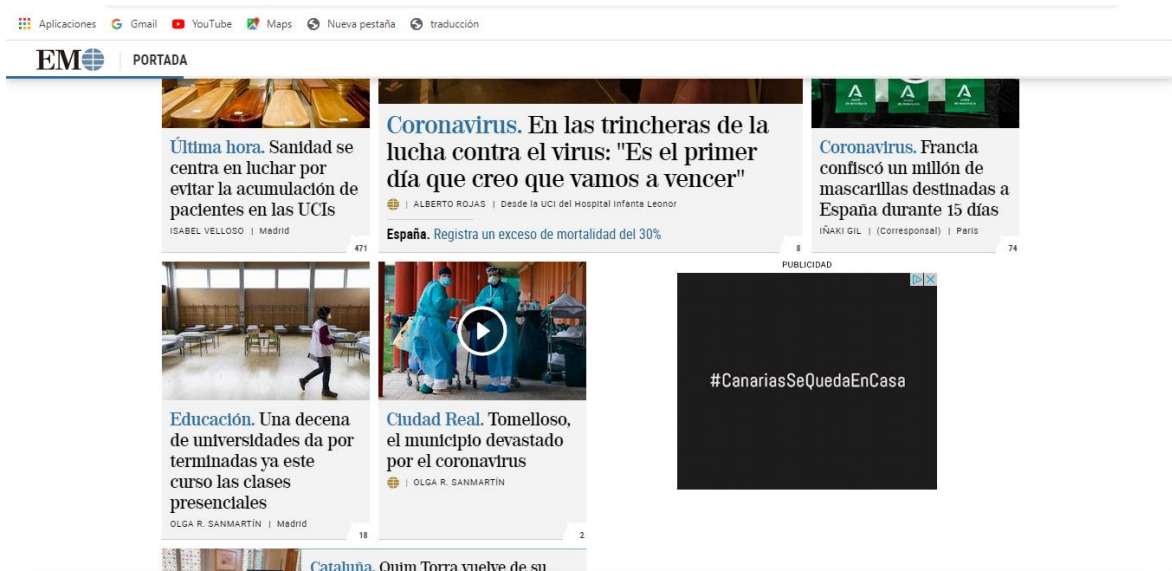 Aplicaciones Gmail YouTube Maps Nueva pestaña traducción
EM PORTADA
Última hora. Sanidad se
centra en luchar por
evitar la acumulación de
pacientes en las UCIs
ISABEL VELLOSO | Madrid
471
Coronavirus. En las trincheras de la
lucha contra el virus: "Es el primer
día que creo que vamos a vencer"
| ALBERTO ROJAS | Desde la UCI del Hospital Infanta Leonor
España. Registra un exceso de mortalidad del 30%
8
Coronavirus. Francia
confiscó un millón de
mascarillas destinadas a
España durante 15 días
IÑAKI GIL | (Corresponsal) | París
74
Educación. Una decena
de universidades da por
terminadas ya este
curso las clases
presenciales
OLGA R. SANMARTÍN | Madrid
18
Ciudad Real. Tomelloso,
el municipio devastado
por el coronavirus
| OLGA R. SANMARTÍN
2
PUBLICIDAD
#CanariasSeQuedaEnCasa
Cataluña. Quim Torra vuelve de su